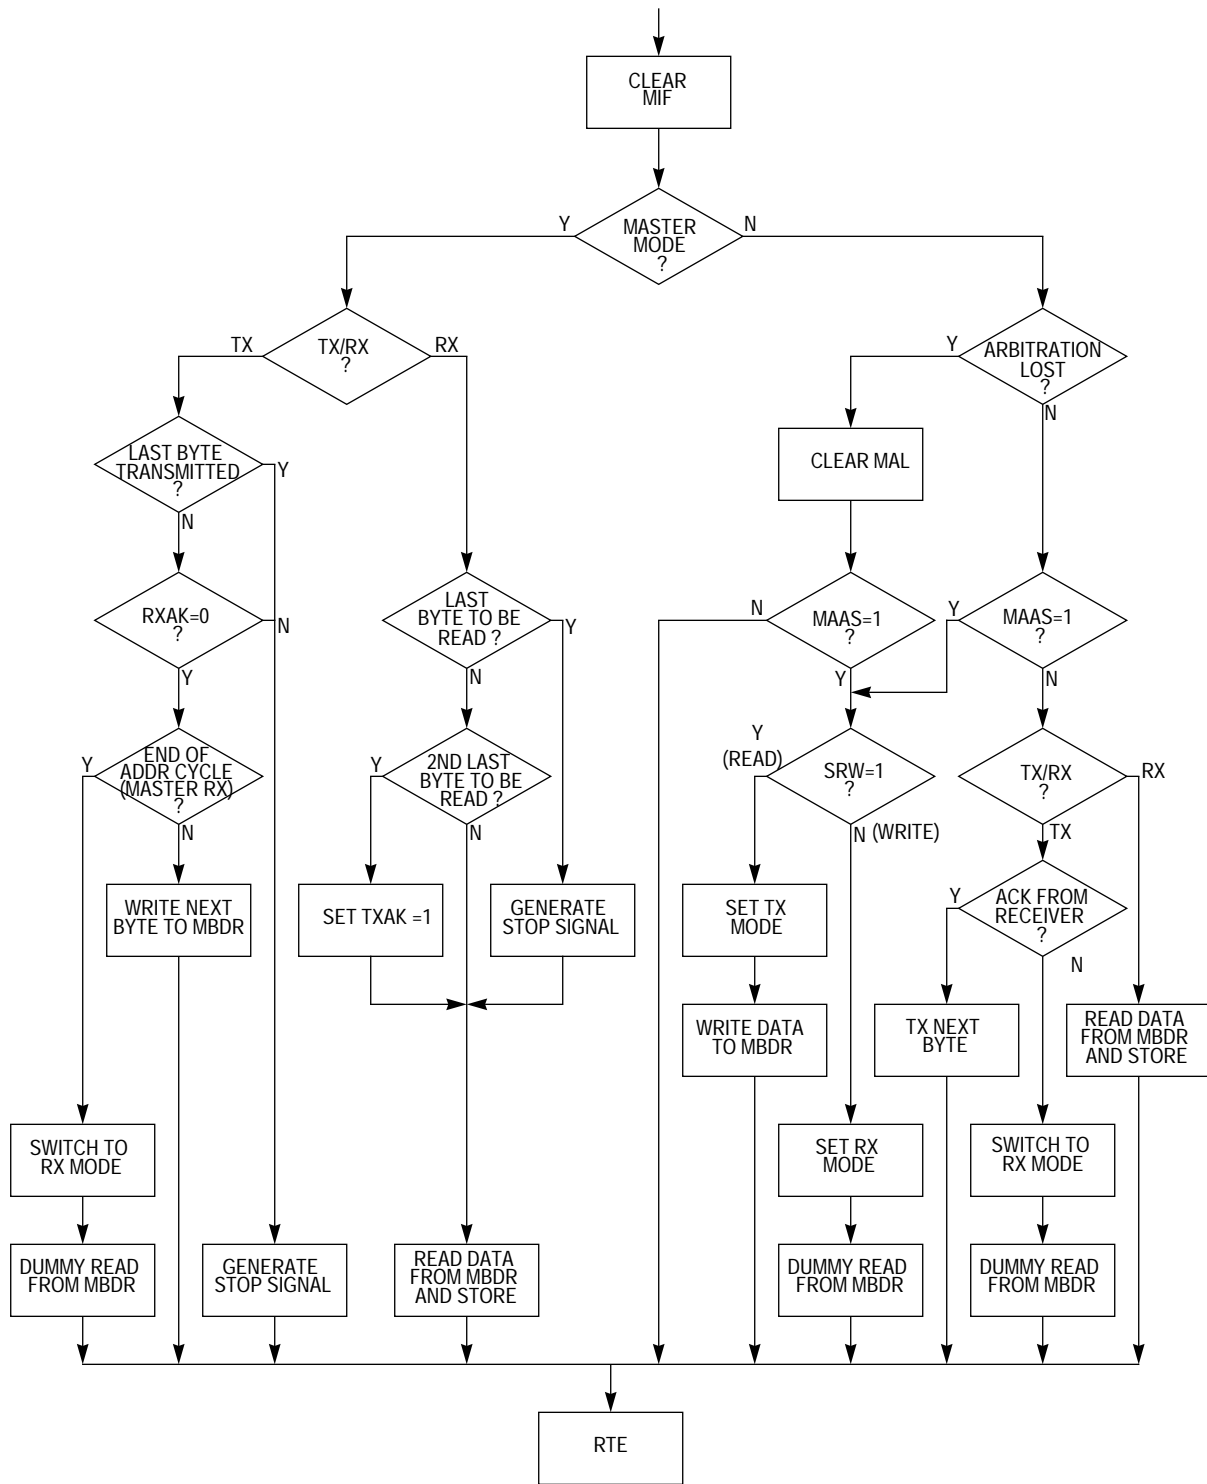 CLEAR
MIF
Y
MASTER
MODE
?
N
TX
TX/RX
?
RX
Y
ARBITRATION
LOST
?
N
LAST BYTE
TRANSMITTED
?
Y
N
CLEAR MAL
RXAK=0
?
N
Y
LAST
BYTE TO BE
READ ?
Y
N
N
MAAS=1
?
Y
Y
MAAS=1
?
N
Y
END OF
ADDR CYCLE
(MASTER RX)
?
N
Y
2ND LAST
BYTE TO BE
READ ?
N
Y
(READ)
SRW=1
?
N (WRITE)
TX/RX
?
RX
TX
WRITE NEXT
BYTE TO MBDR
SET TXAK =1
GENERATE
STOP SIGNAL
SET TX
MODE
Y
ACK FROM
RECEIVER
?
N
WRITE DATA
TO MBDR
TX NEXT
BYTE
READ DATA
FROM MBDR
AND STORE
SWITCH TO
RX MODE
SET RX
MODE
SWITCH TO
RX MODE
DUMMY READ
FROM MBDR
GENERATE
STOP SIGNAL
READ DATA
FROM MBDR
AND STORE
DUMMY READ
FROM MBDR
DUMMY READ
FROM MBDR
RTE